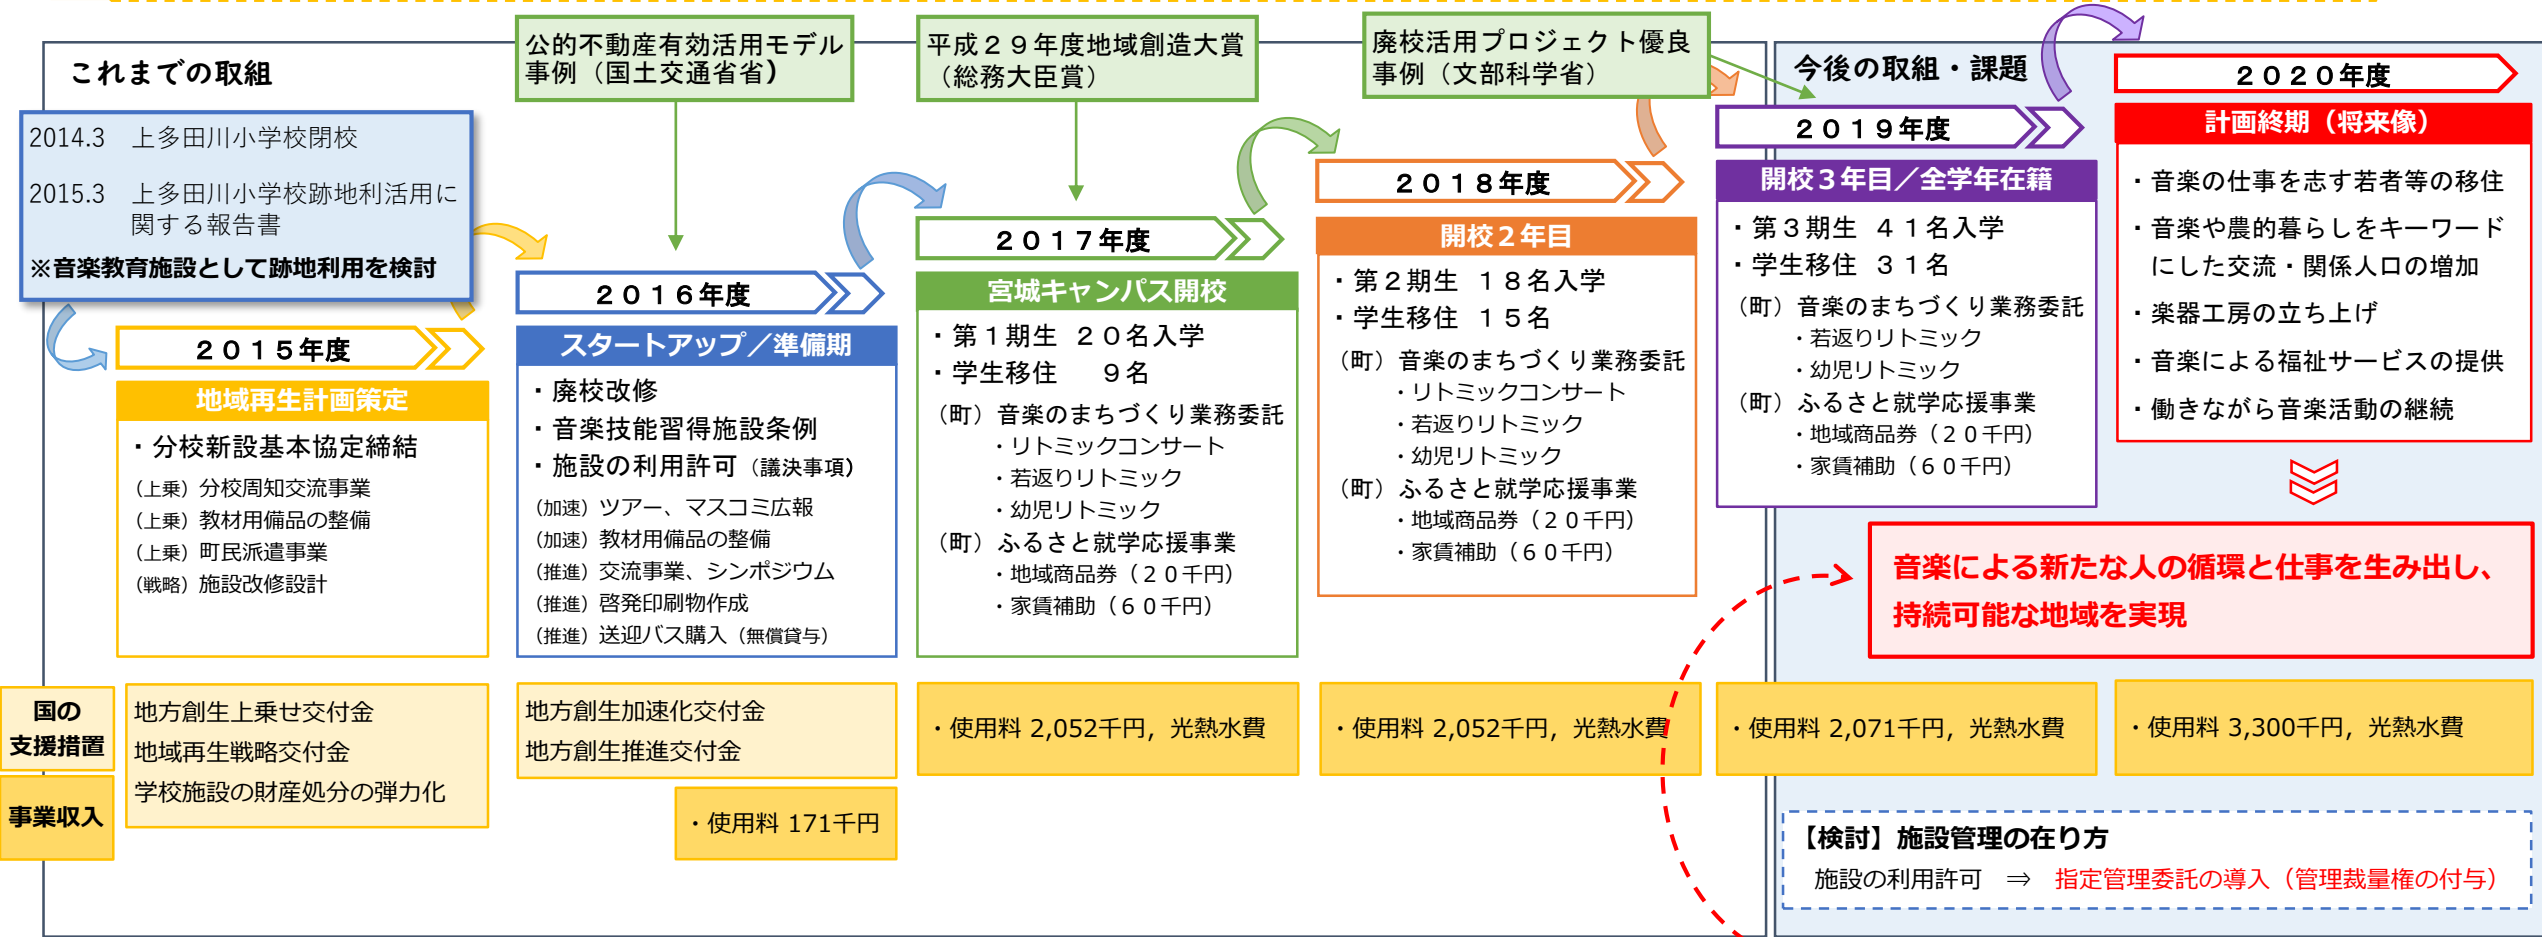 これまでの取組
公的不動産有効活用モデル
事例（国土交通省省）
平成２９年度地域創造大賞
（総務大臣賞）
廃校活用プロジェクト優良
事例（文部科学省）
今後の取組・課題
2014.3　上多田川小学校閉校
2015.3　上多田川小学校跡地利活用に
関する報告書
※音楽教育施設として跡地利用を検討
２０１５年度
地域再生計画策定
・分校新設基本協定締結
（上乗）分校周知交流事業
（上乗）教材用備品の整備
（上乗）町民派遣事業
（戦略）施設改修設計
２０１６年度
スタートアップ／準備期
・廃校改修
・音楽技能習得施設条例
・施設の利用許可（議決事項）
（加速）ツアー、マスコミ広報
（加速）教材用備品の整備
（推進）交流事業、シンポジウム
（推進）啓発印刷物作成
（推進）送迎バス購入（無償貸与）
２０１７年度
宮城キャンパス開校
・第１期生　２０名入学
・学生移住　　９名
（町）音楽のまちづくり業務委託
・リトミックコンサート
・若返りリトミック
・幼児リトミック
（町）ふるさと就学応援事業
・地域商品券（２０千円）
・家賃補助（６０千円）
２０１８年度
開校２年目
・第２期生　１８名入学
・学生移住　１５名
（町）音楽のまちづくり業務委託
・リトミックコンサート
・若返りリトミック
・幼児リトミック
（町）ふるさと就学応援事業
・地域商品券（２０千円）
・家賃補助（６０千円）
２０１９年度
開校３年目／全学年在籍
・第３期生　４１名入学
・学生移住　３１名
（町）音楽のまちづくり業務委託
・若返りリトミック
・幼児リトミック
（町）ふるさと就学応援事業
・地域商品券（２０千円）
・家賃補助（６０千円）
２０２０年度
計画終期（将来像）
・音楽の仕事を志す若者等の移住
・音楽や農的暮らしをキーワード
にした交流・関係人口の増加
・楽器工房の立ち上げ
・音楽による福祉サービスの提供
・働きながら音楽活動の継続
音楽による新たな人の循環と仕事を生み出し、
持続可能な地域を実現
国の
支援措置
地方創生上乗せ交付金
地域再生戦略交付金
学校施設の財産処分の弾力化
地方創生加速化交付金
地方創生推進交付金
事業収入
・使用料 171千円
・使用料 2,052千円，光熱水費
・使用料 2,052千円，光熱水費
・使用料 2,071千円，光熱水費
・使用料 3,300千円，光熱水費
【検討】施設管理の在り方
施設の利用許可　⇒　指定管理委託の導入（管理裁量権の付与）